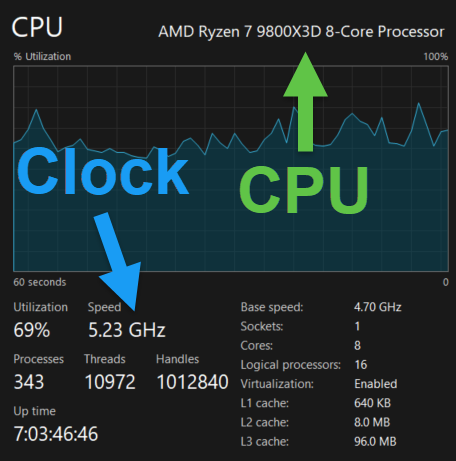 CPU
AMD Ryzen 7 9800X3D 8-Core Processor
% Utilization 100%
Clock
CPU
60 seconds 0
Utilization Speed
69% 5.23 GHz
Processes Threads Handles
343 10972 1012840
Up time
7:03:46:46
Base speed: 4.70 GHz
Sockets: 1
Cores: 8
Logical processors: 16
Virtualization: Enabled
L1 cache: 640 KB
L2 cache: 8.0 MB
L3 cache: 96.0 MB